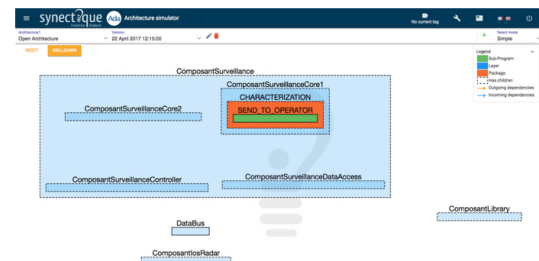 synectique Ada Architecture simulator
No current tag
Architecture* Version Select mode
Open Architecture 22 April 2017 12:15:00 Simple
RESET DRILLDOWN
Legend
Sub-Program
Layer
Package
Has children
Outgoing dependencies
Incoming dependencies
ComposantSurveillance
ComposantSurveillanceCore1
CHARACTERIZATION
SEND_TO_OPERATOR
ComposantSurveillanceCore2
ComposantSurveillanceController
ComposantSurveillanceDataAccess
DataBus
ComposantLibrary
ComposantIosRadar